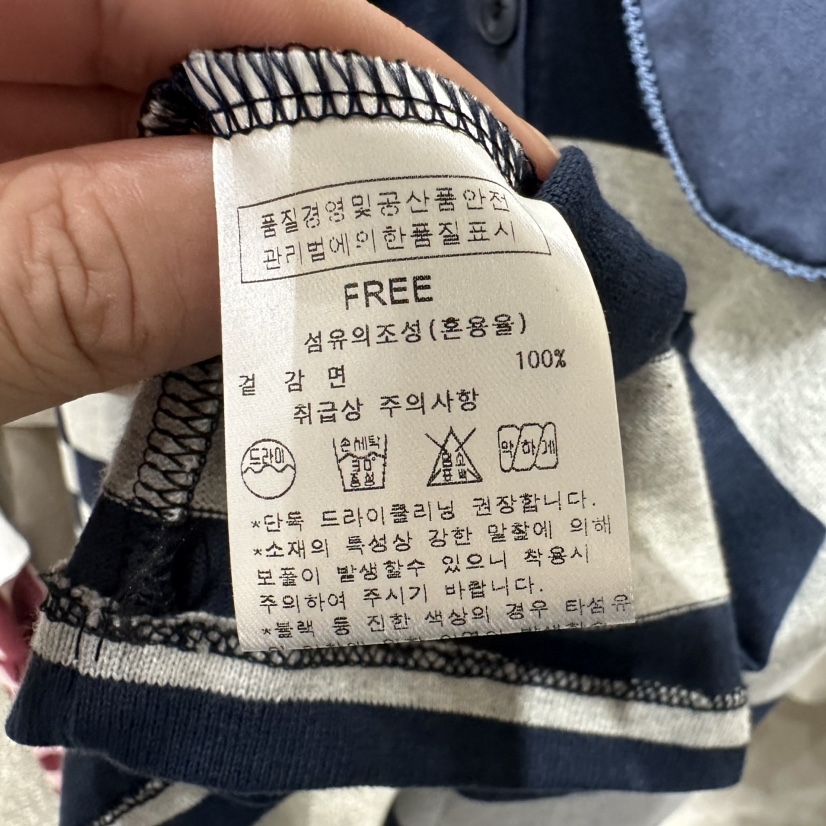 품질경영및공산품안전
관리법에의한품질표시
FREE
섬유의조성(혼용율)
100%
겉 감 면
취급상 주의사항
드라이
손세탁
30°
중성
염소
표백
약하게
*단독 드라이클리닝 권장합니다.
*소재의 특성상 강한 마찰에 의해
보풀이 발생할수 있으니 착용시
주의하여 주시기 바랍니다.
*블랙 등 진한 색상의 경우 타섬유